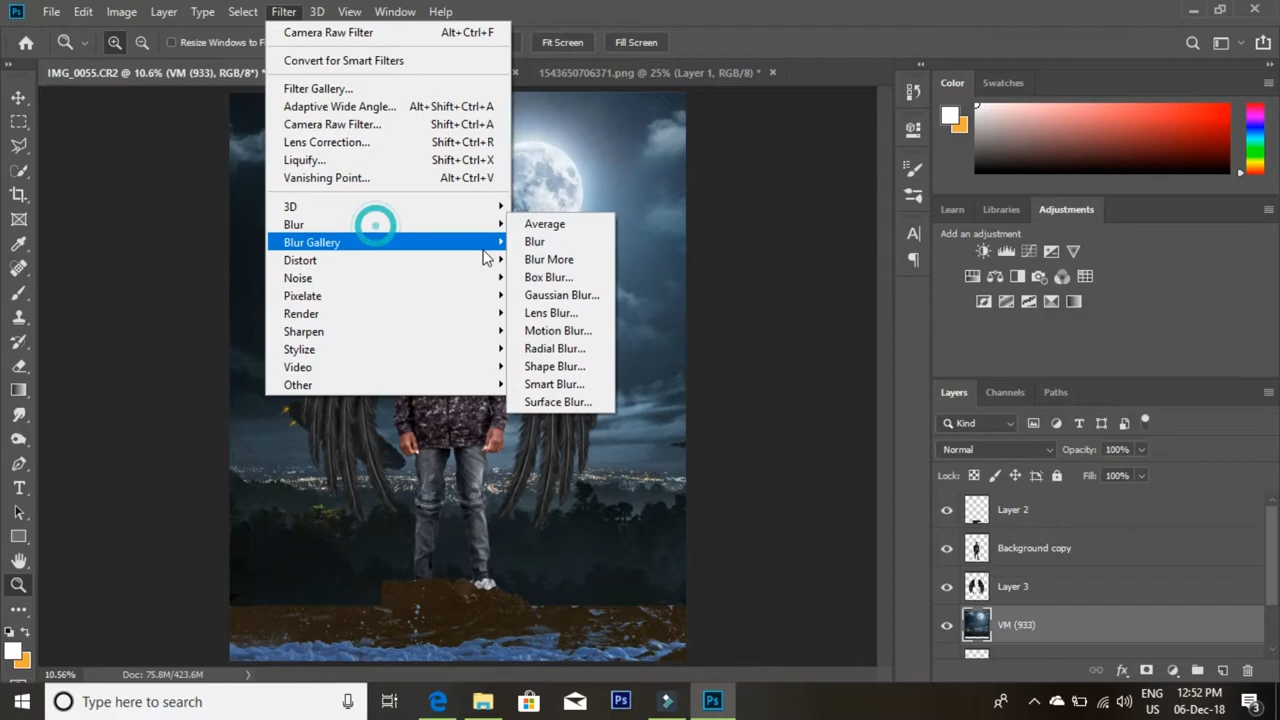 Ps File Edit Image Layer Type Select Filter 3D View Window Help
Resize Windows to F
Fit Screen Fill Screen
IMG_0055.CR2 @ 10.6% (VM (933), RGB/8*) *
1543650706371.png @ 25% (Layer 1, RGB/8) *
Camera Raw Filter Alt+Ctrl+F
Convert for Smart Filters
Filter Gallery...
Adaptive Wide Angle... Alt+Shift+Ctrl+A
Camera Raw Filter... Shift+Ctrl+A
Lens Correction... Shift+Ctrl+R
Liquify... Shift+Ctrl+X
Vanishing Point... Alt+Ctrl+V
3D
Blur
Blur Gallery
Distort
Noise
Pixelate
Render
Sharpen
Stylize
Video
Other
Average
Blur
Blur More
Box Blur...
Gaussian Blur...
Lens Blur...
Motion Blur...
Radial Blur...
Shape Blur...
Smart Blur...
Surface Blur...
Color Swatches
Learn Libraries Adjustments
Add an adjustment
Layers Channels Paths
Kind
Normal Opacity: 100%
Lock: Fill: 100%
Layer 2
Background copy
Layer 3
VM (933)
10.56% Doc: 75.8M/423.6M
Type here to search
Ps
Ps
ENG
US
12:52 PM
06-Dec-18
3